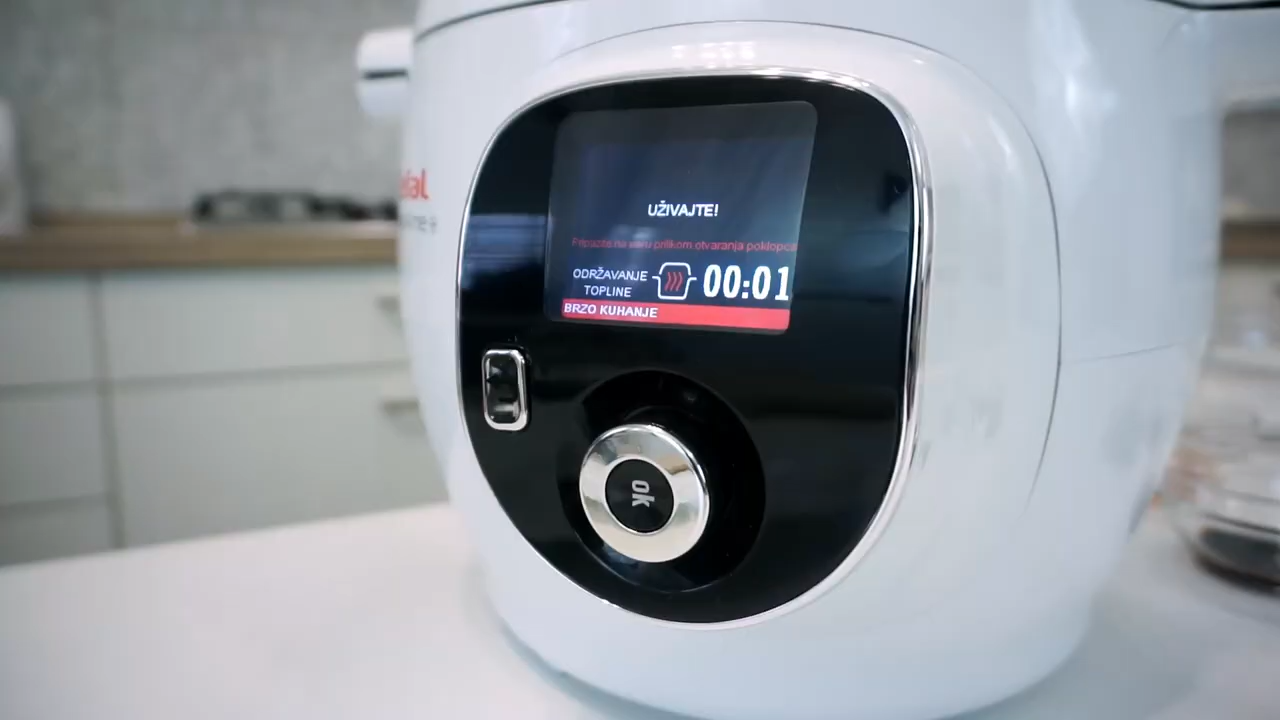 UŽIVAJTE!
Pripazite na paru prilikom otvaranja poklopca
ODRŽAVANJE
TOPLINE
00:01
BRZO KUHANJE
ok